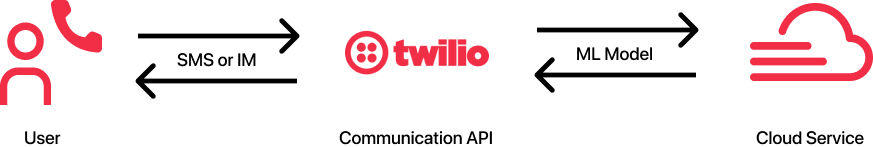 SMS or IM
twilio
ML Model
User
Communication API
Cloud Service